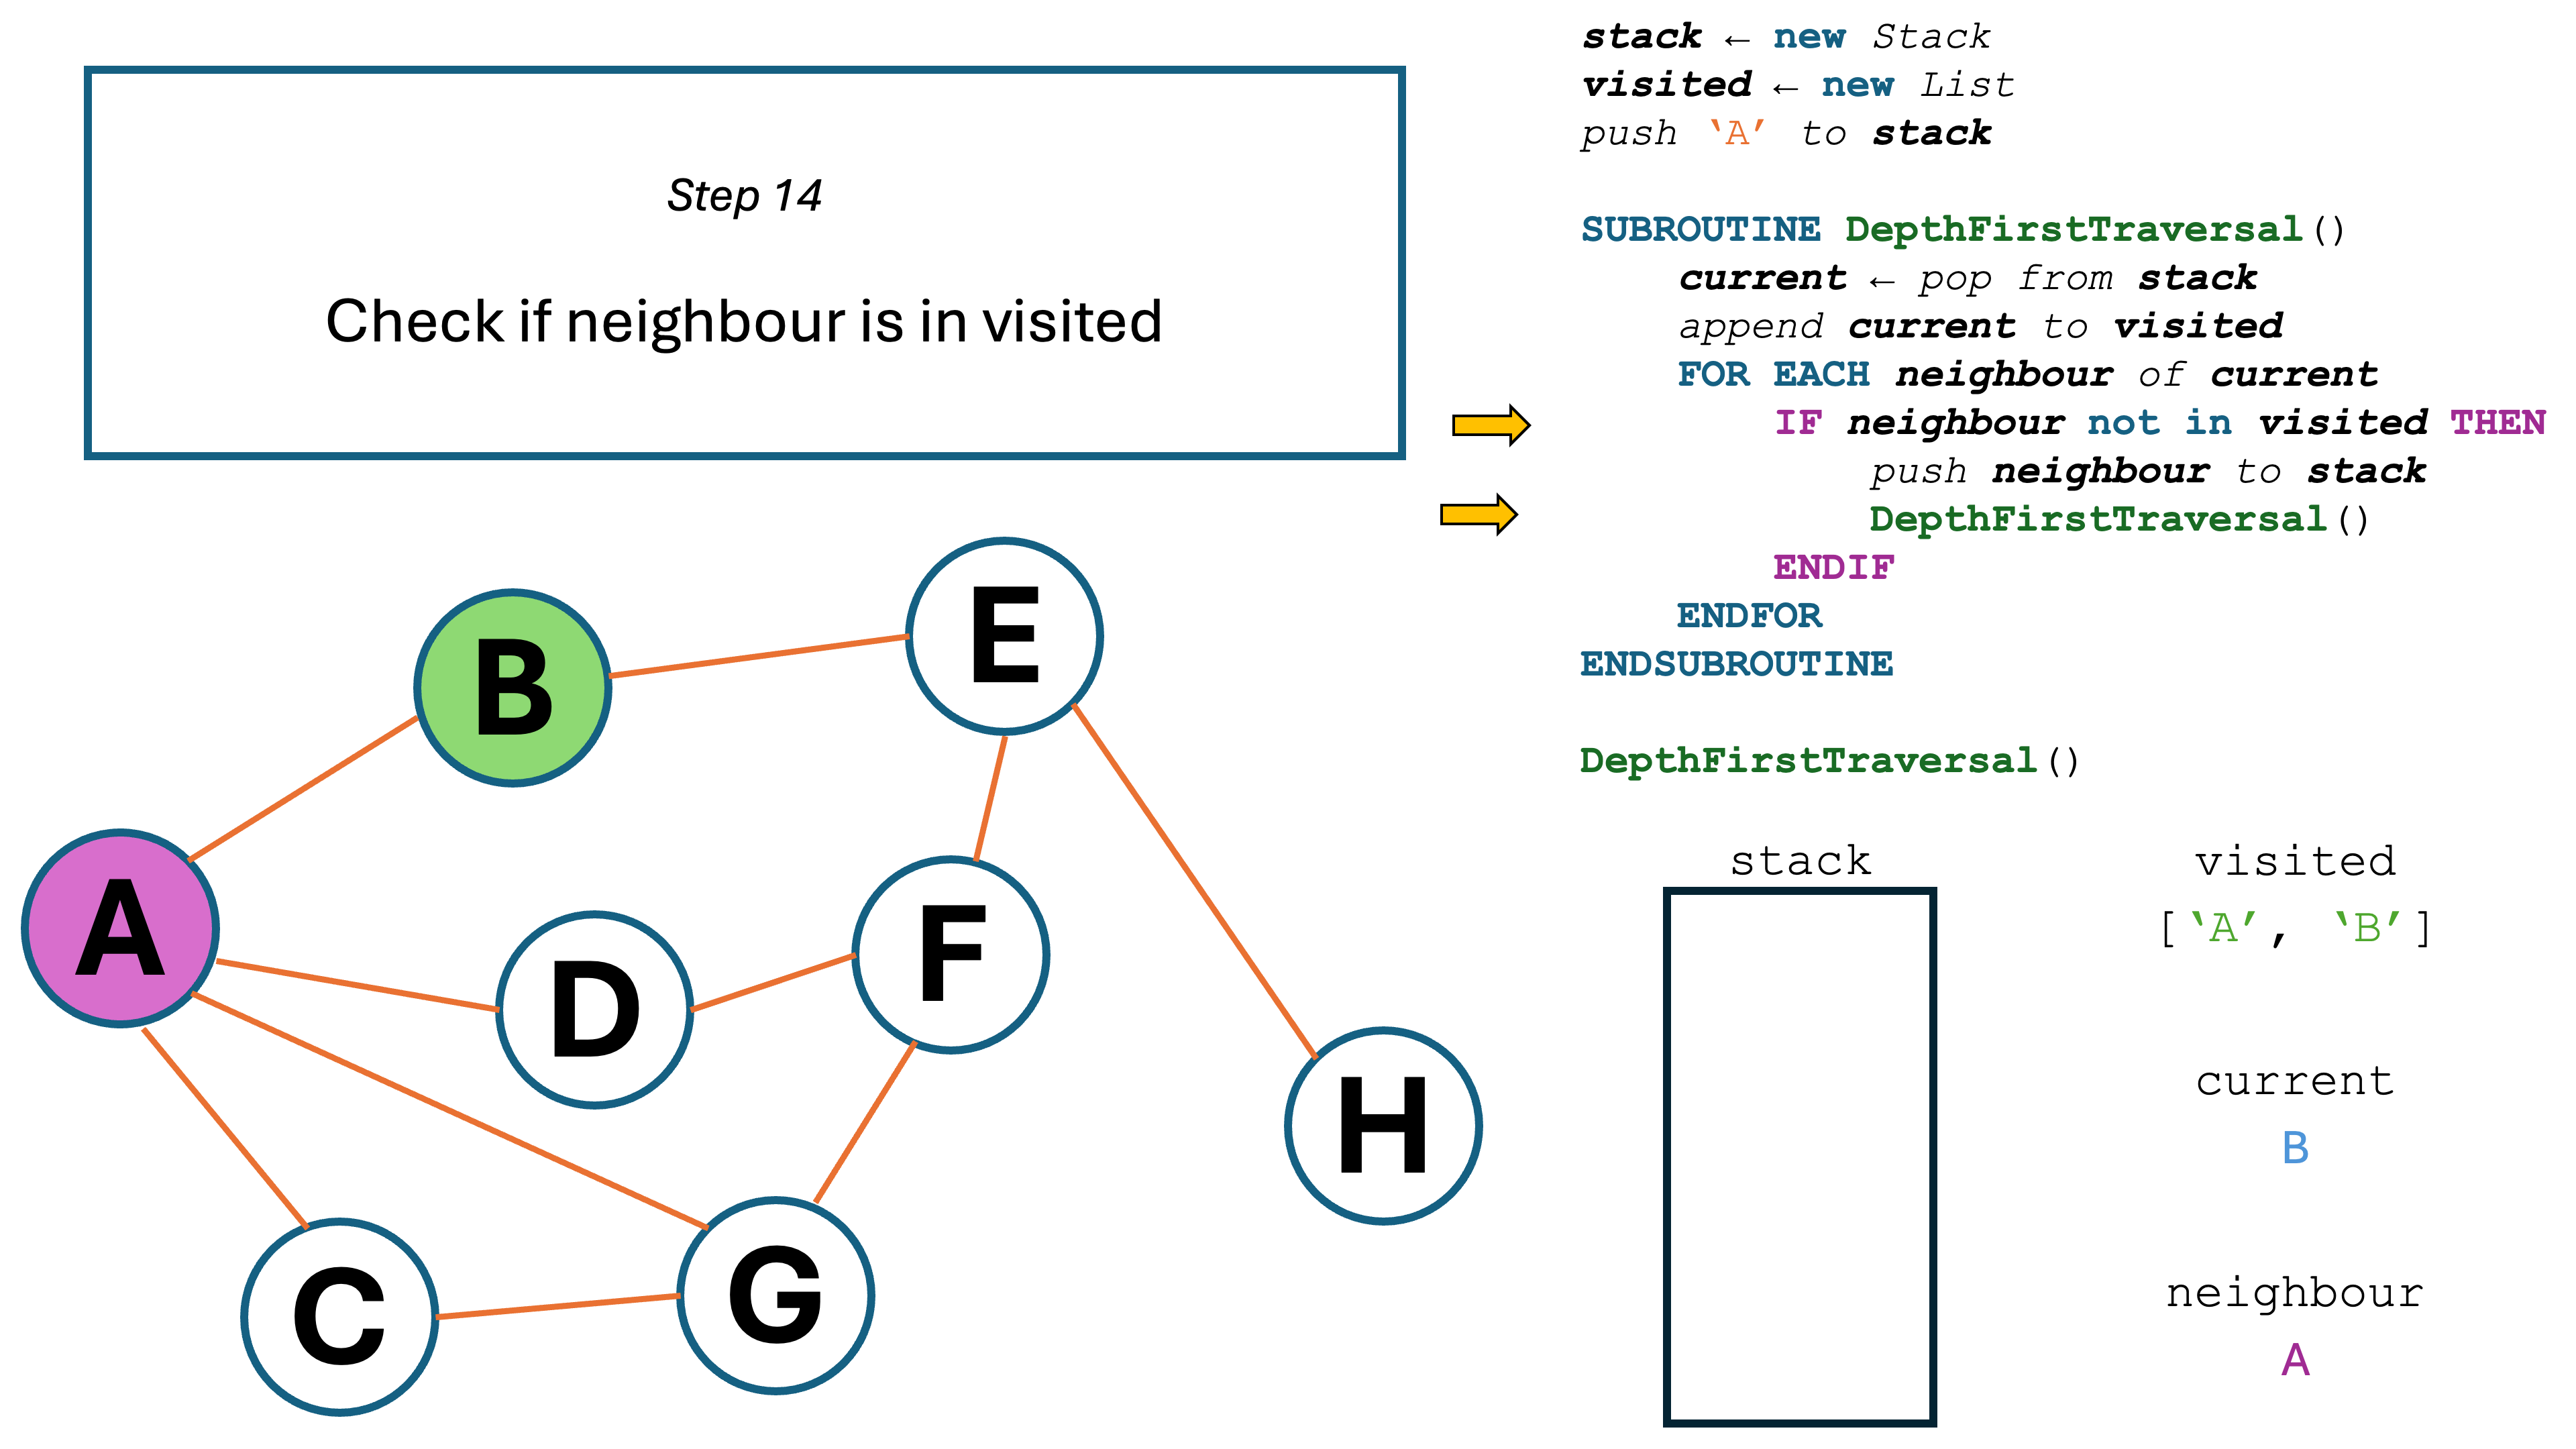 Step 14
Check if neighbour is in visited
stack ← new Stack
visited ← new List
push ‘A’ to stack
SUBROUTINE DepthFirstTraversal()
current ← pop from stack
append current to visited
FOR EACH neighbour of current
IF neighbour not in visited THEN
push neighbour to stack
DepthFirstTraversal()
ENDIF
ENDFOR
ENDSUBROUTINE
DepthFirstTraversal()
E
B
A
D
F
H
C
G
stack
visited
[‘A’, ‘B’]
current
B
neighbour
A